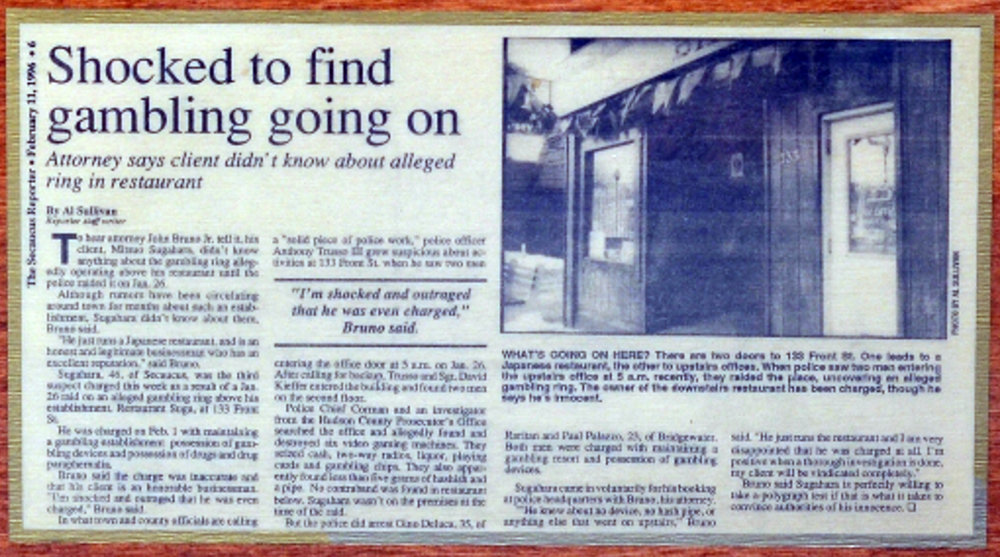 The Secaucus Reporter • February 11, 1996 • 6
Shocked to find
gambling going on
Attorney says client didn't know about alleged
ring in restaurant
By Al Sullivan
Reporter staff writer
To hear attorney John Bruno Jr. tell it, his
client, Mitsuo Sugahara, didn't know
anything about the gambling ring alleg-
edly operating above his restaurant until the
police raided it on Jan. 26.
Although rumors have been circulating
around town for months about such an estab-
lishment, Sugahara didn't know about them,
Bruno said.
"He just runs a Japanese restaurant, and is an
honest and legitimate businessman who has an
excellent reputation," said Bruno.
Sugahara, 46, of Secaucus, was the third
suspect charged this week as a result of a Jan.
26 raid on an alleged gambling ring above his
establishment, Restaurant Suga, at 133 Front
St.
He was charged on Feb. 1 with maintaining
a gambling establishment possession of gam-
bling devices and possession of drugs and drug
paraphernalia.
Bruno said the charge was inaccurate and
that his client is an honorable businessman.
"I'm shocked and outraged that he was even
charged," Bruno said.
In what town and county officials are calling
a "solid piece of police work," police officer
Anthony Trusso III grew suspicious about ac-
tivities at 133 Front St. when he saw two men
"I'm shocked and outraged
that he was even charged,"
Bruno said.
entering the office door at 5 a.m. on Jan. 26.
After calling for backup, Trusso and Sgt. David
Kieffer entered the building and found two men
on the second floor.
Police Chief Corman and an investigator
from the Hudson County Prosecutor's Office
searched the office and allegedly found and
destroyed six video gaming machines. They
seized cash, two-way radios, liquor, playing
cards and gambling chips. They also appar-
ently found less than five grams of hashish and
a pipe. No contraband was found in restaurant
below. Sugahara wasn't on the premises at the
time of the raid.
But the police did arrest Gino Deluca, 35, of
133
PHOTO BY AL SULLIVAN
WHAT'S GOING ON HERE? There are two doors to 133 Front St. One leads to a
Japanese restaurant, the other to upstairs offices. When police saw two men entering
the upstairs office at 5 a.m. recently, they raided the place, uncovering an alleged
gambling ring. The owner of the downstairs restaurant has been charged, though he
says he's innocent.
Raritan and Paul Palazzo, 23, of Bridgewater.
Both men were charged with maintaining a
gambling resort and possession of gambling
devices.
Sugahara came in voluntarily for his booking
at police headquarters with Bruno, his attorney.
"He knew about no device, no hash pipe, or
anything else that went on upstairs," Bruno
said. "He just runs the restaurant and I am very
disappointed that he was charged at all. I'm
positive when a thorough investigation is done,
my client will be vindicated completely."
Bruno said Sugahara is perfectly willing to
take a polygraph test if that is what it takes to
convince authorities of his innocence. ❑